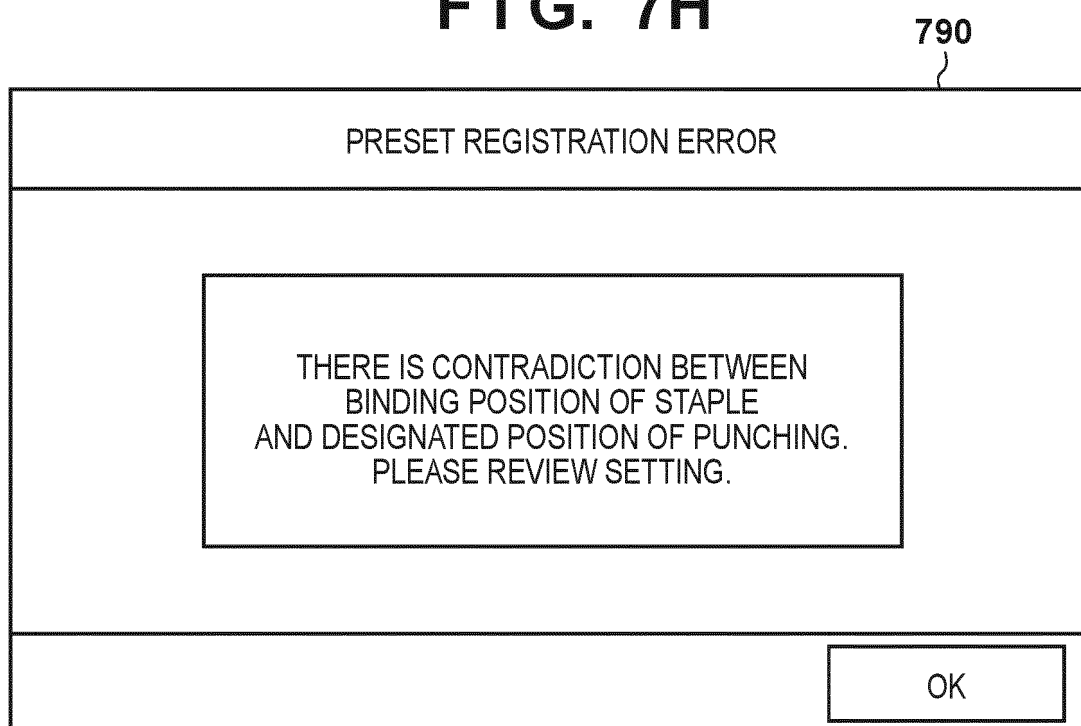 FIG. 7H
790
PRESET REGISTRATION ERROR
THERE IS CONTRADICTION BETWEEN
BINDING POSITION OF STAPLE
AND DESIGNATED POSITION OF PUNCHING.
PLEASE REVIEW SETTING.
OK